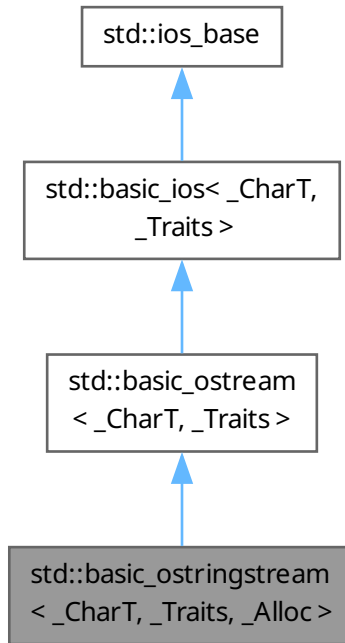 std::ios_base
std::basic_ios< _CharT,
_Traits >
std::basic_ostream
< _CharT, _Traits >
std::basic_ostringstream
< _CharT, _Traits, _Alloc >